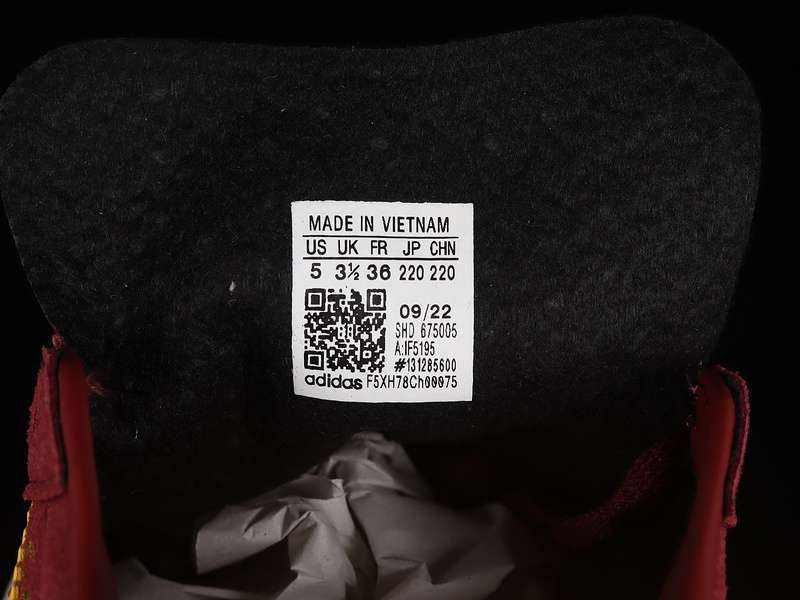 MADE IN VIETNAM
US UK FR JP CHN
5 3½ 36 220 220
09/22
SHD 675005
A:IF5195
#131285600
adidas F5XH78Ch00075